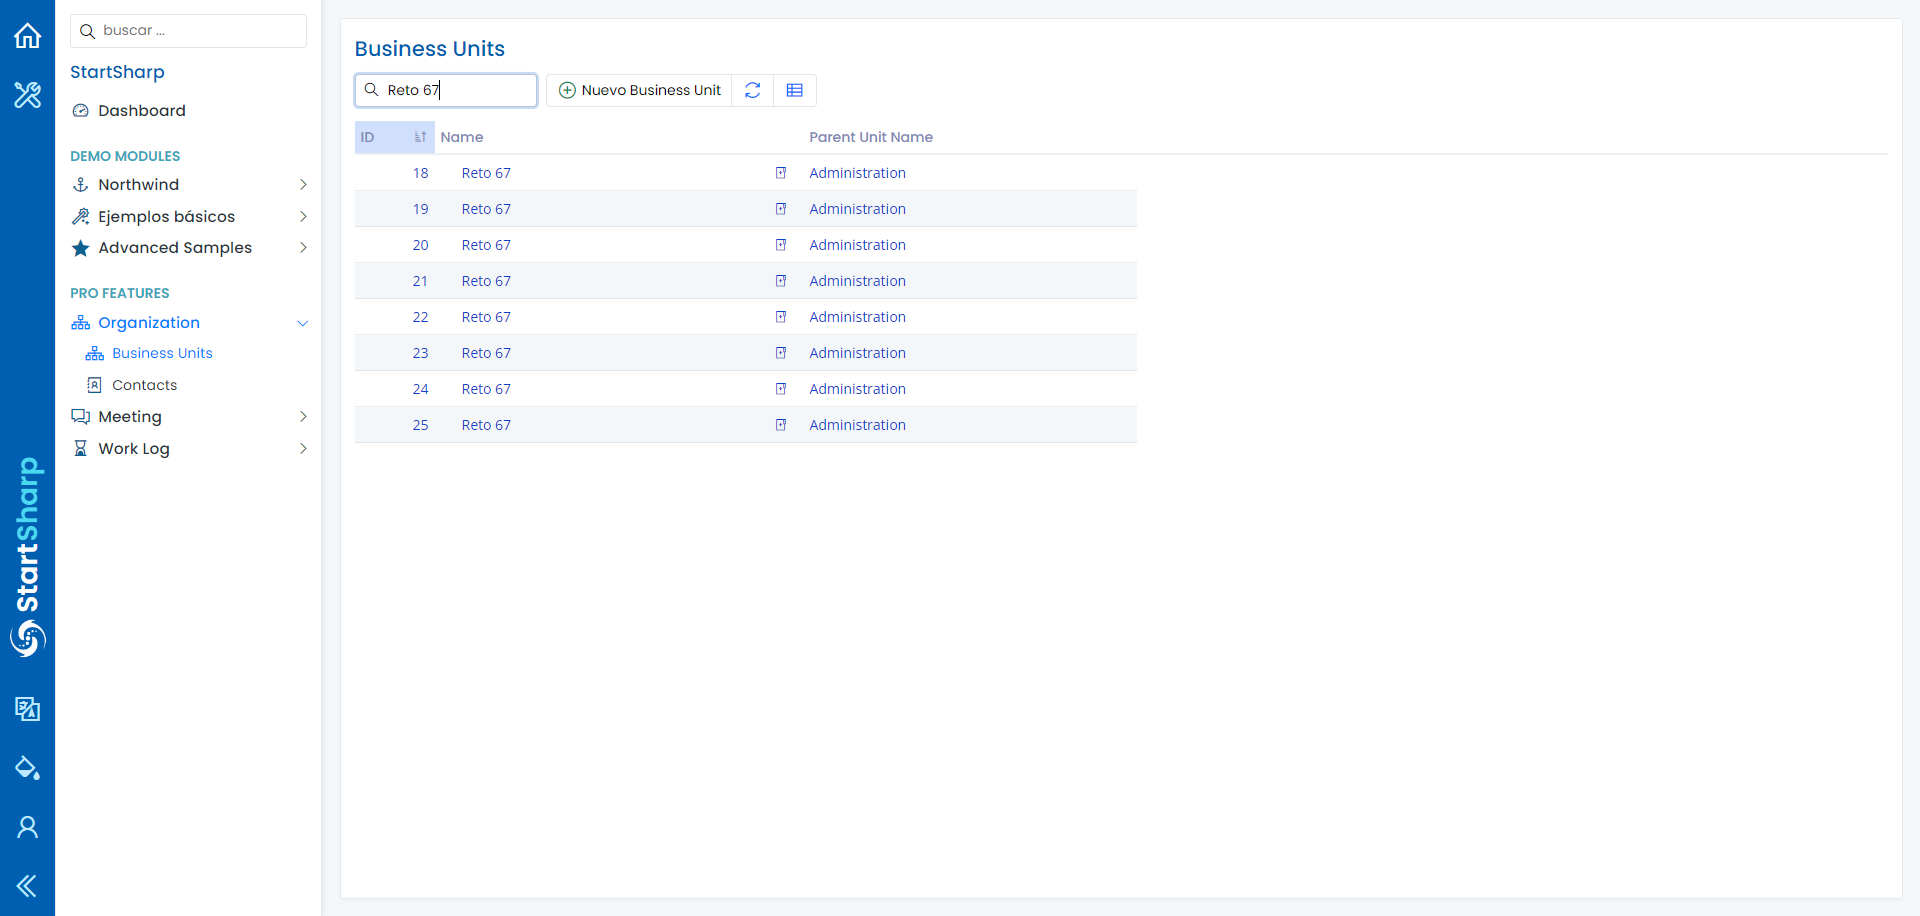 buscar ...
StartSharp
Dashboard
DEMO MODULES
Northwind
Ejemplos básicos
Advanced Samples
PRO FEATURES
Organization
Business Units
Contacts
Meeting
Work Log
StartSharp
Business Units
Reto 67
Nuevo Business Unit
ID Name Parent Unit Name
18 Reto 67 Administration
19 Reto 67 Administration
20 Reto 67 Administration
21 Reto 67 Administration
22 Reto 67 Administration
23 Reto 67 Administration
24 Reto 67 Administration
25 Reto 67 Administration